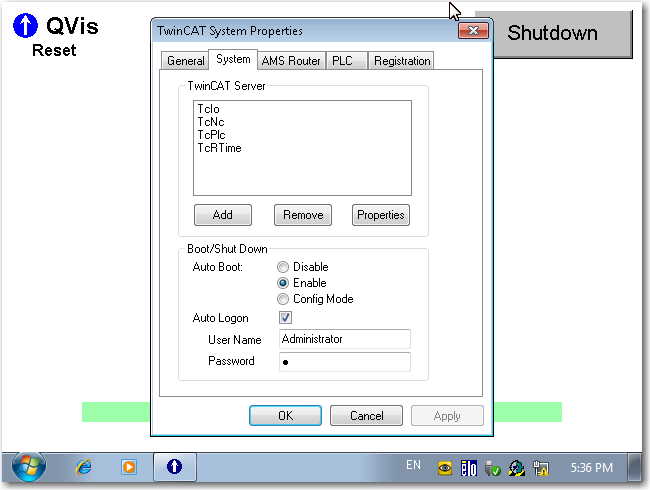 QVis
Reset
Shutdown
TwinCAT System Properties
General System AMS Router PLC Registration
TwinCAT Server
TcIo
TcNc
TcPlc
TcRTime
Add Remove Properties
Boot/Shut Down
Auto Boot: Disable
Enable
Config Mode
Auto Logon
User Name Administrator
Password ●
OK Cancel Apply
EN 5:36 PM